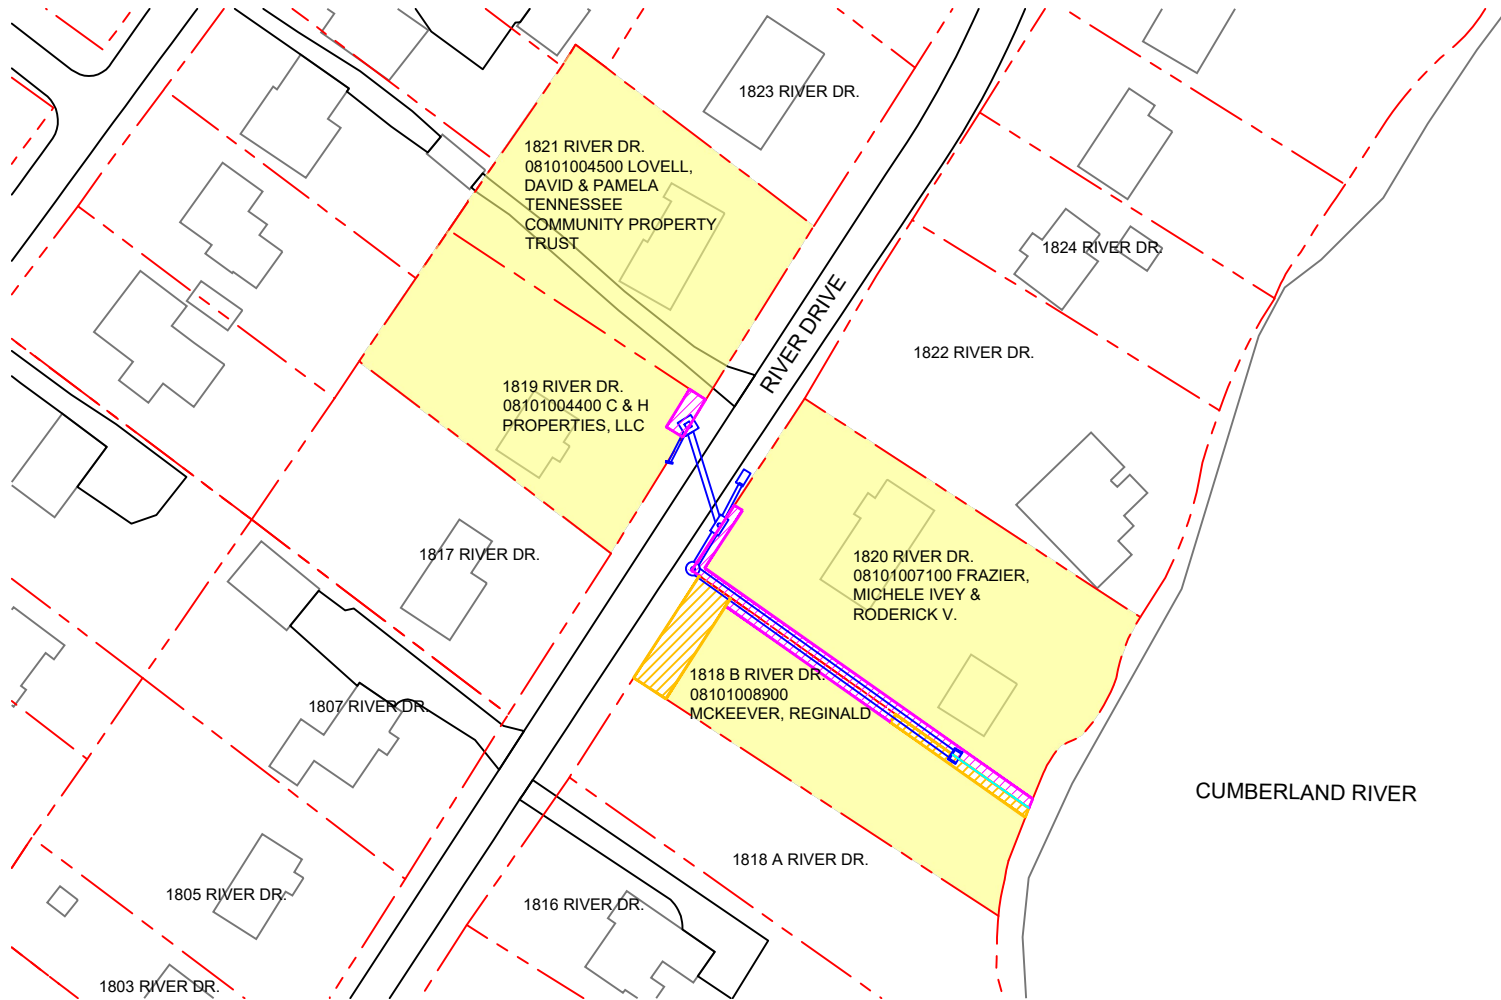 1823 RIVER DR.
1821 RIVER DR.
08101004500 LOVELL,
DAVID & PAMELA
TENNESSEE
COMMUNITY PROPERTY
TRUST
1824 RIVER DR.
RIVER DRIVE
1822 RIVER DR.
1819 RIVER DR.
08101004400 C & H
PROPERTIES, LLC
1817 RIVER DR.
1820 RIVER DR.
08101007100 FRAZIER,
MICHELE IVEY &
RODERICK V.
1818 B RIVER DR.
08101008900
MCKEEVER, REGINALD
1807 RIVER DR.
CUMBERLAND RIVER
1818 A RIVER DR.
1805 RIVER DR.
1816 RIVER DR.
1803 RIVER DR.